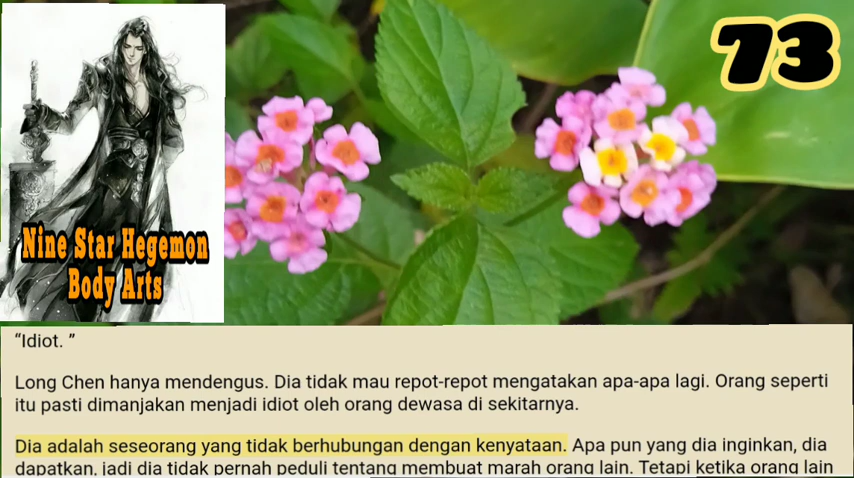 73
Nine Star Hegemon
Body Arts
“Idiot. ”
Long Chen hanya mendengus. Dia tidak mau repot-repot mengatakan apa-apa lagi. Orang seperti
itu pasti dimanjakan menjadi idiot oleh orang dewasa di sekitarnya.
Dia adalah seseorang yang tidak berhubungan dengan kenyataan. Apa pun yang dia inginkan, dia
dapatkan, jadi dia tidak pernah peduli tentang membuat marah orang lain. Tetapi ketika orang lain